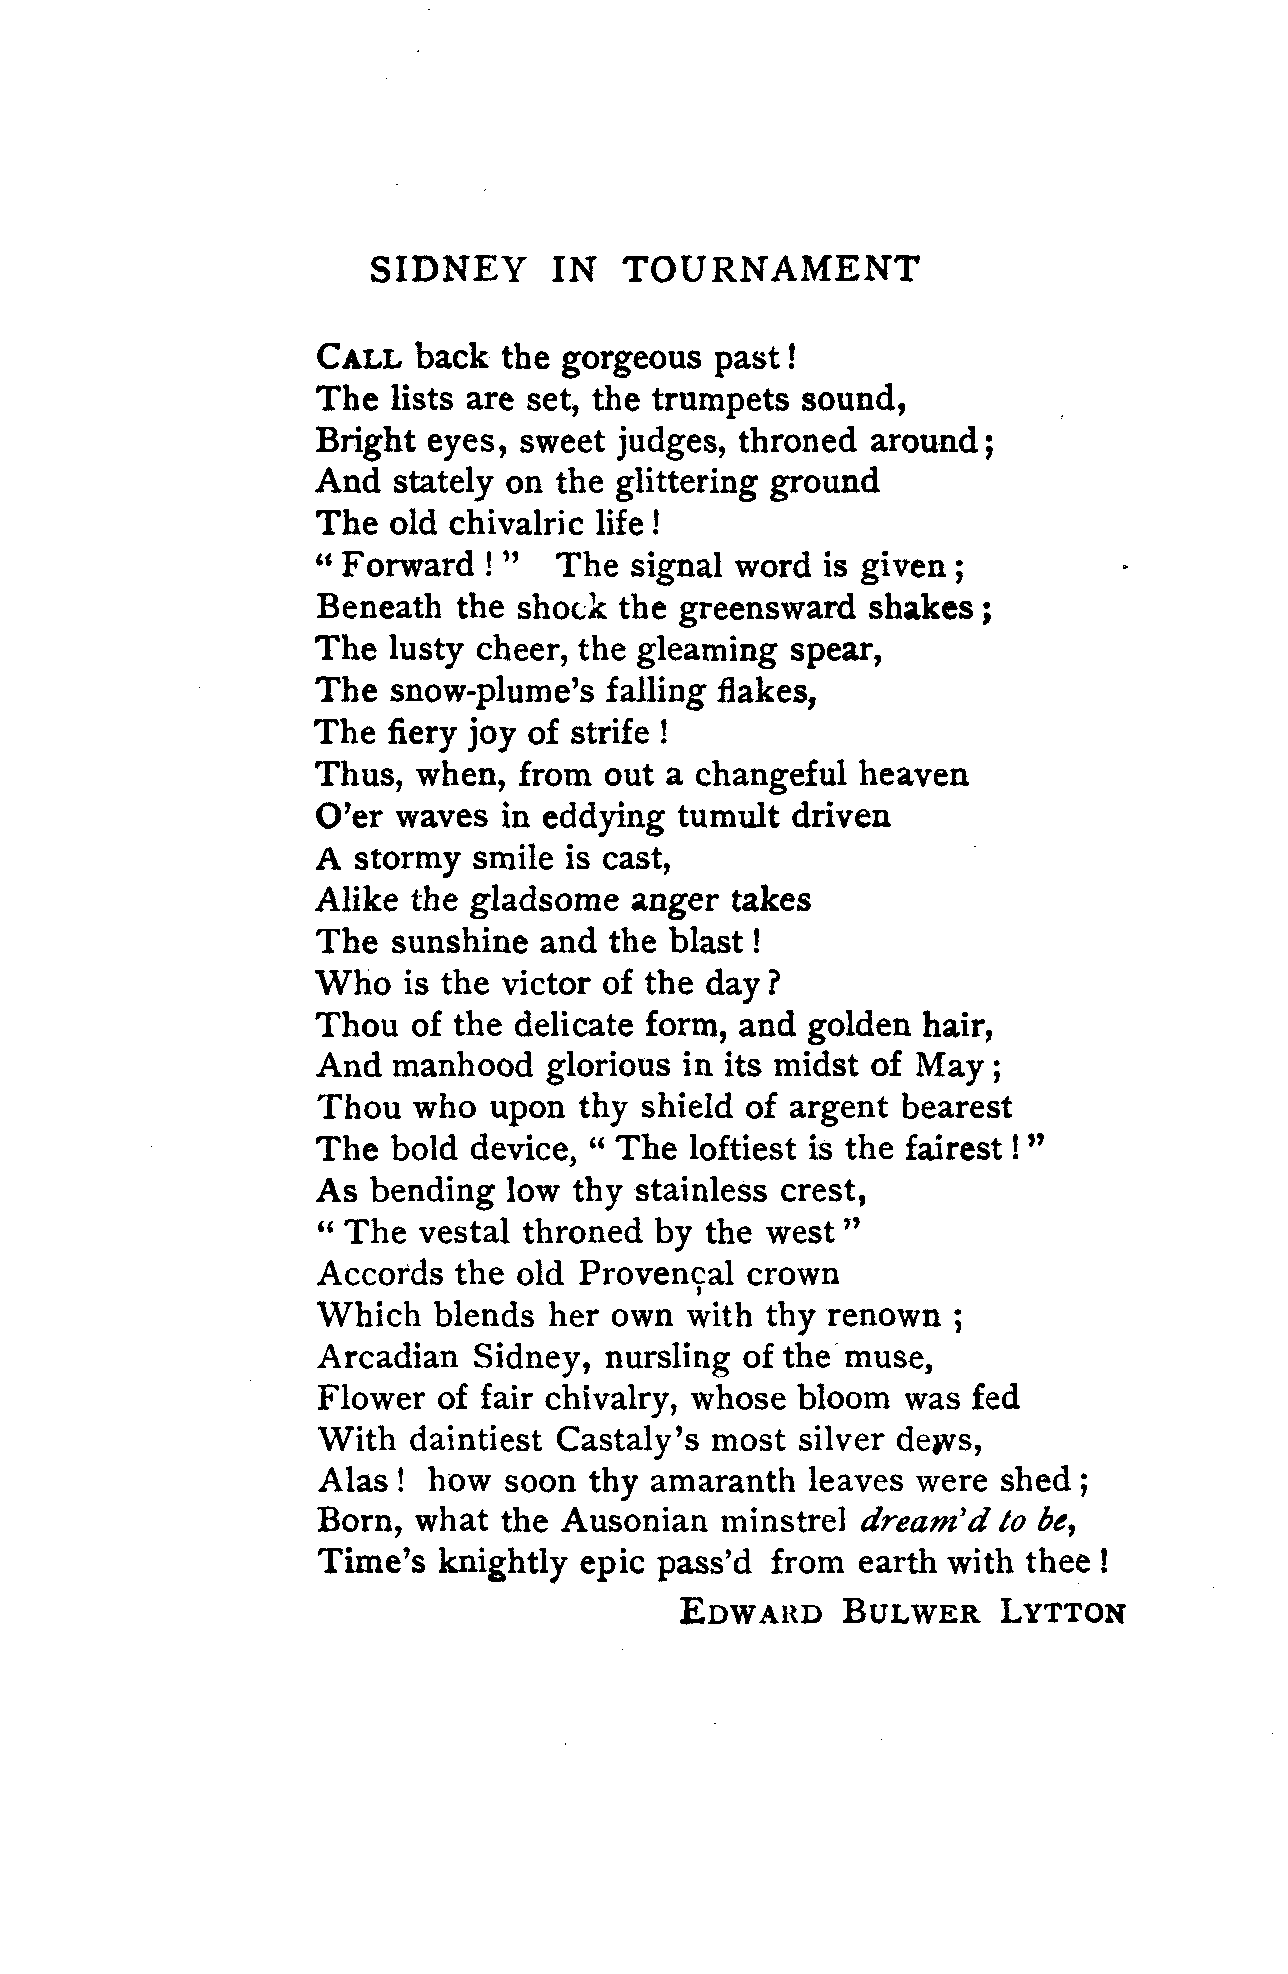 SIDNEY IN TOURNAMENT
CALL back the gorgeous past !
The lists are set, the trumpets sound,
Bright eyes, sweet judges, throned around ;
And stately on the glittering ground
The old chivalric life !
“ Forward ! ” The signal word is given ;
Beneath the shock the greensward shakes ;
The lusty cheer, the gleaming spear,
The snow-plume’s falling flakes,
The fiery joy of strife !
Thus, when, from out a changeful heaven
O’er waves in eddying tumult driven
A stormy smile is cast,
Alike the gladsome anger takes
The sunshine and the blast !
Who is the victor of the day ?
Thou of the delicate form, and golden hair,
And manhood glorious in its midst of May ;
Thou who upon thy shield of argent bearest
The bold device, “ The loftiest is the fairest ! ”
As bending low thy stainless crest,
“ The vestal throned by the west ”
Accords the old Provençal crown
Which blends her own with thy renown ;
Arcadian Sidney, nursling of the muse,
Flower of fair chivalry, whose bloom was fed
With daintiest Castaly’s most silver dews,
Alas ! how soon thy amaranth leaves were shed ;
Born, what the Ausonian minstrel dream’d to be,
Time’s knightly epic pass’d from earth with thee !
EDWARD BULWER LYTTON